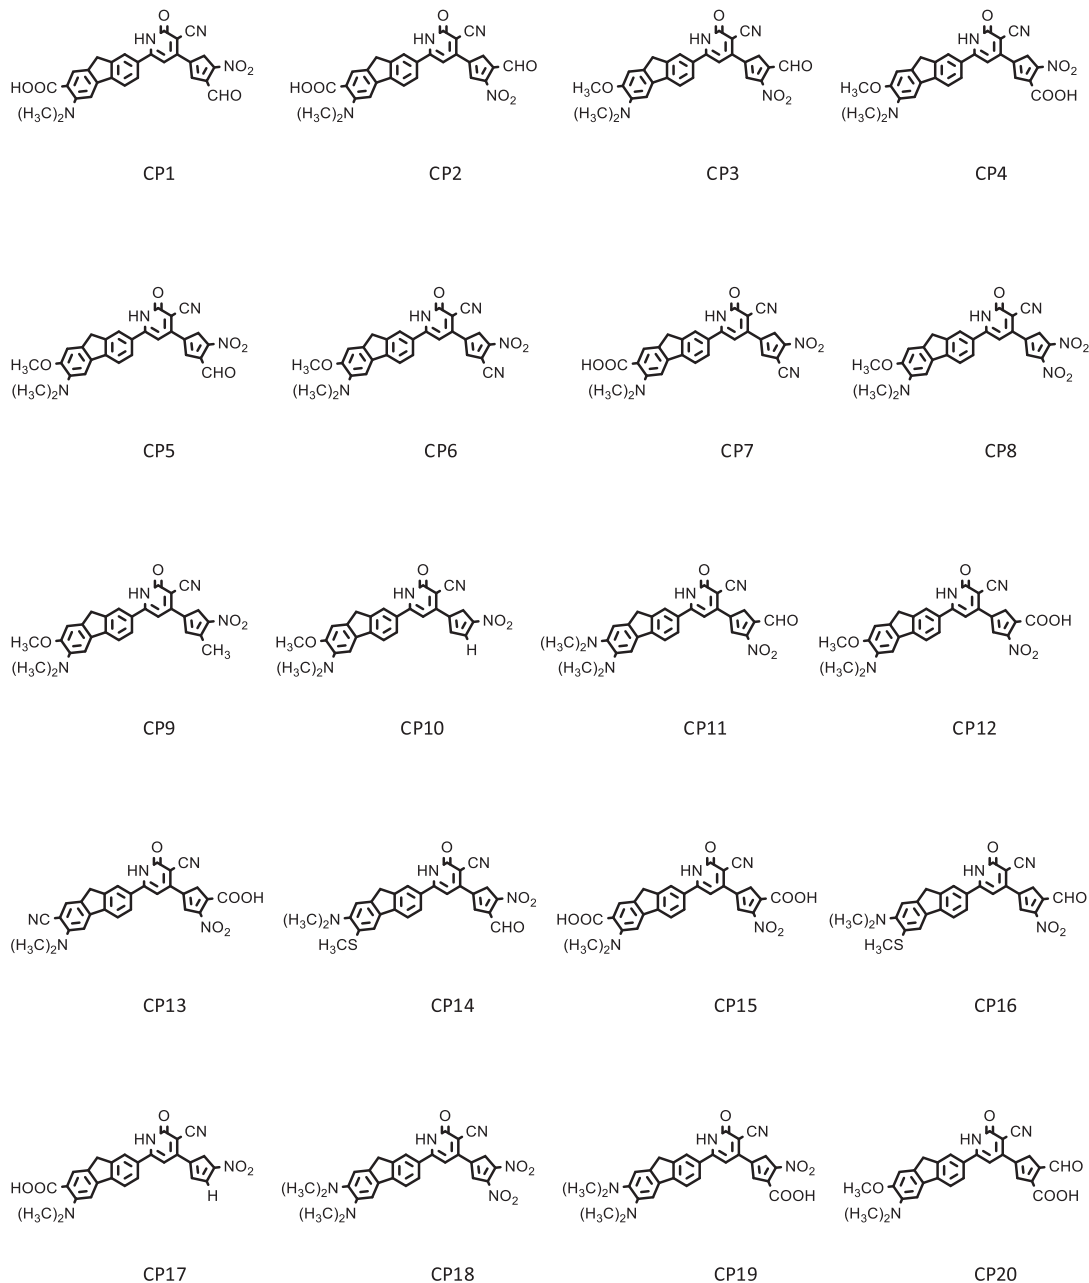 O O O O
HN CN HN CN HN CN HN CN
NO2 CHO CHO NO2
HOOC HOOC H3CO H3CO
CHO NO2 NO2 COOH
(H3C)2N (H3C)2N (H3C)2N (H3C)2N
CP1 CP2 CP3 CP4
O O O O
HN CN HN CN HN CN HN CN
NO2 NO2 NO2 NO2
H3CO H3CO HOOC H3CO
CHO CN CN NO2
(H3C)2N (H3C)2N (H3C)2N (H3C)2N
CP5 CP6 CP7 CP8
O O O O
HN CN HN CN HN CN HN CN
NO2 NO2 CHO COOH
H3CO H3CO (H3C)2N H3CO
CH3 H NO2 NO2
(H3C)2N (H3C)2N (H3C)2N (H3C)2N
CP9 CP10 CP11 CP12
O O O O
HN CN HN CN HN CN HN CN
COOH NO2 COOH CHO
NC (H3C)2N HOOC (H3C)2N
NO2 CHO NO2 NO2
(H3C)2N H3CS (H3C)2N H3CS
CP13 CP14 CP15 CP16
O O O O
HN CN HN CN HN CN HN CN
NO2 NO2 NO2 CHO
HOOC (H3C)2N (H3C)2N H3CO
H NO2 COOH COOH
(H3C)2N (H3C)2N (H3C)2N (H3C)2N
CP17 CP18 CP19 CP20